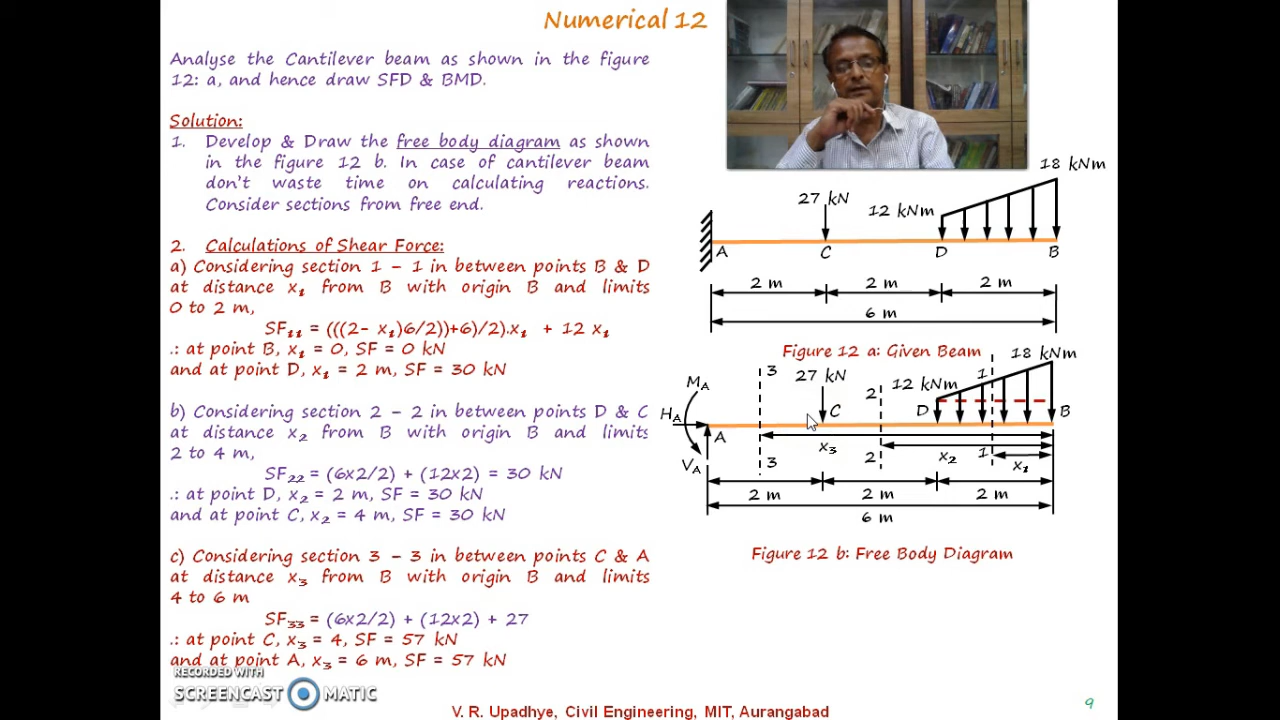 Numerical 12
Analyse the Cantilever beam as shown in the figure
12: a, and hence draw SFD & BMD.
Solution:
1. Develop & Draw the free body diagram as shown
in the figure 12 b. In case of cantilever beam
don't waste time on calculating reactions.
Consider sections from free end.
2. Calculations of Shear Force:
a) Considering section 1 – 1 in between points B & D
at distance x₁ from B with origin B and limits
0 to 2 m,
SF₁₁ = (((2- x₁)6/2))+6)/2).x₁ + 12 x₁
.: at point B, x₁ = 0, SF = 0 kN
and at point D, x₁ = 2 m, SF = 30 kN
b) Considering section 2 – 2 in between points D & C
at distance x₂ from B with origin B and limits
2 to 4 m,
SF₂₂ = (6x2/2) + (12x2) = 30 kN
.: at point D, x₂ = 2 m, SF = 30 kN
and at point C, x₂ = 4 m, SF = 30 kN
c) Considering section 3 – 3 in between points C & A
at distance x₃ from B with origin B and limits
4 to 6 m
SF₃₃ = (6x2/2) + (12x2) + 27
.: at point C, x₃ = 4, SF = 57 kN
and at point A, x₃ = 6 m, SF = 57 kN
RECORDED WITH
SCREENCAST MATIC
V. R. Upadhye, Civil Engineering, MIT, Aurangabad
9
18 kNm
27 kN
12 kNm
A C D B
2 m 2 m 2 m
6 m
Figure 12 a: Given Beam
18 kNm
3 27 kN 12 kNm 1
2
M_A
H_A
C D B
A
V_A
x₃
3 2 x₂ 1 x₁
2 m 2 m 2 m
6 m
Figure 12 b: Free Body Diagram